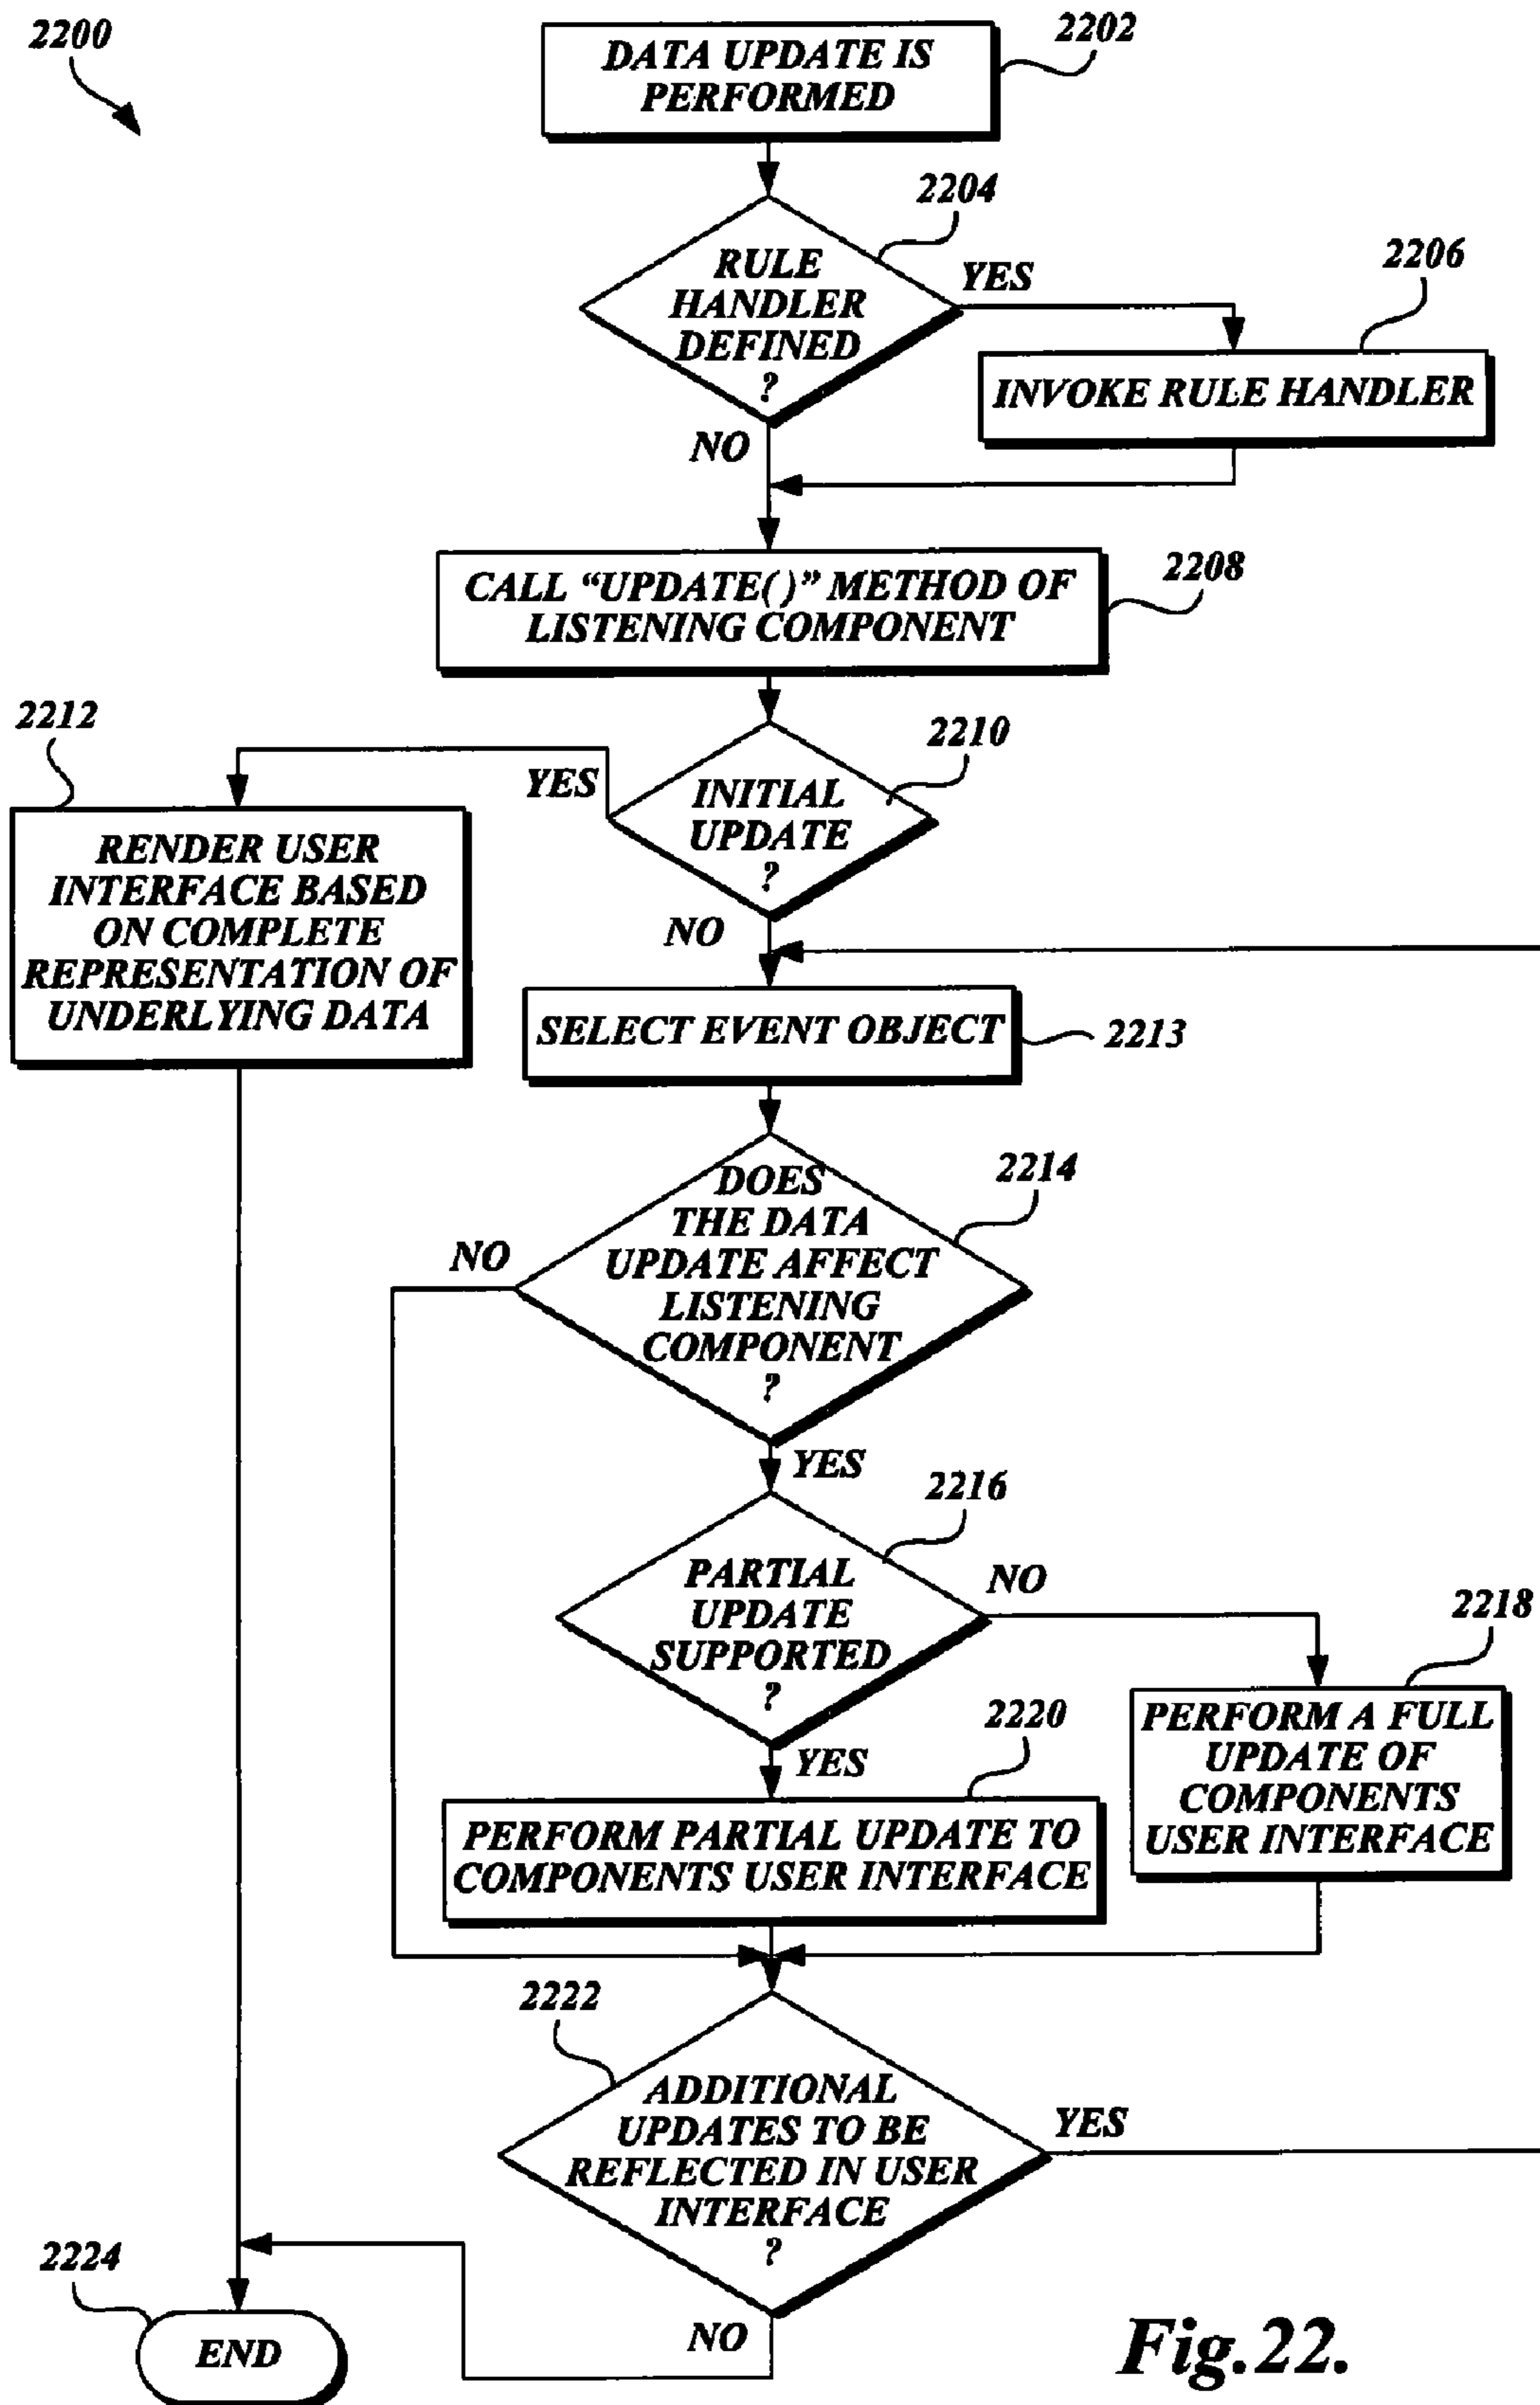 2200
DATA UPDATE IS
PERFORMED
2202
2204
RULE
HANDLER
DEFINED
?
YES
NO
2206
INVOKE RULE HANDLER
CALL “UPDATE( )” METHOD OF
LISTENING COMPONENT
2208
2210
INITIAL
UPDATE
?
YES
NO
2212
RENDER USER
INTERFACE BASED
ON COMPLETE
REPRESENTATION OF
UNDERLYING DATA
SELECT EVENT OBJECT
2213
2214
DOES
THE DATA
UPDATE AFFECT
LISTENING
COMPONENT
?
NO
YES
2216
PARTIAL
UPDATE
SUPPORTED
?
NO
YES
2218
PERFORM A FULL
UPDATE OF
COMPONENTS
USER INTERFACE
2220
PERFORM PARTIAL UPDATE TO
COMPONENTS USER INTERFACE
2222
ADDITIONAL
UPDATES TO BE
REFLECTED IN USER
INTERFACE
?
YES
NO
2224
END
Fig.22.